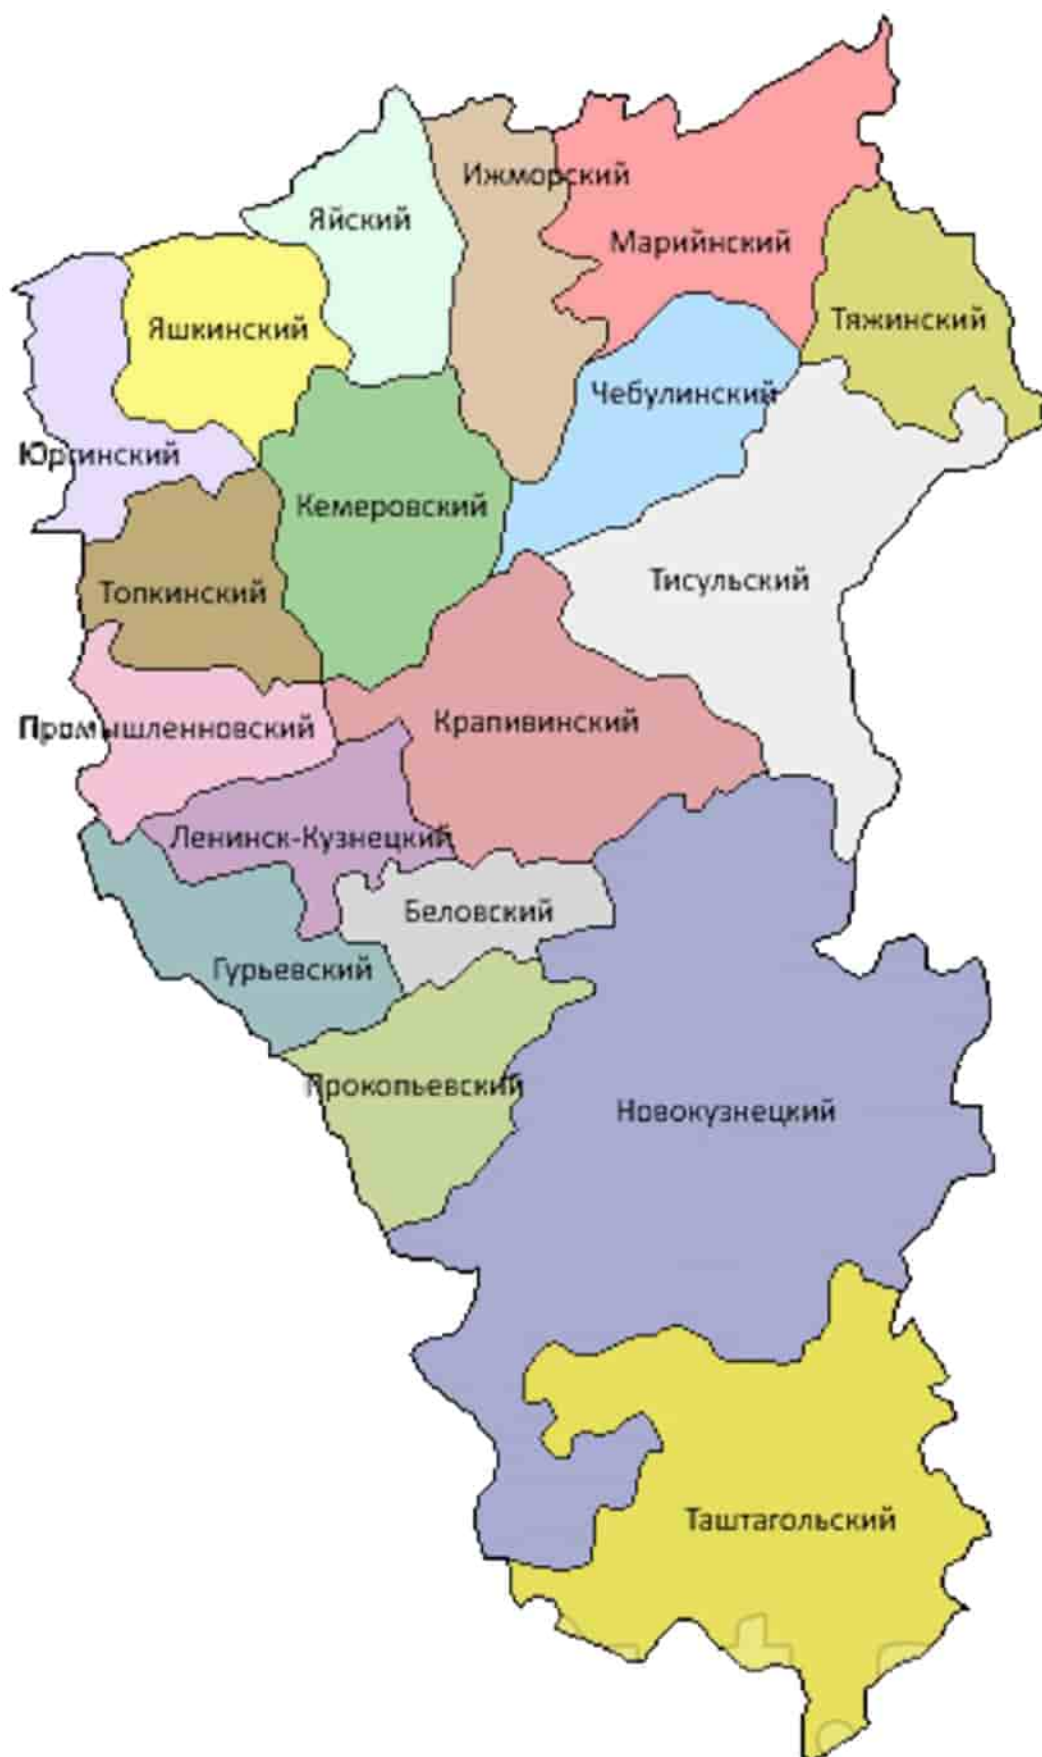 Ижморский
Яйский
Марийнский
Тяжинский
Яшкинский
Чебулинский
Юргинский
Кемеровский
Тисульский
Топкинский
Крапивинский
Промышленновский
Ленинск-Кузнецкий
Беловский
Гурьевский
Прокопьевский
Новокузнецкий
Таштагольский